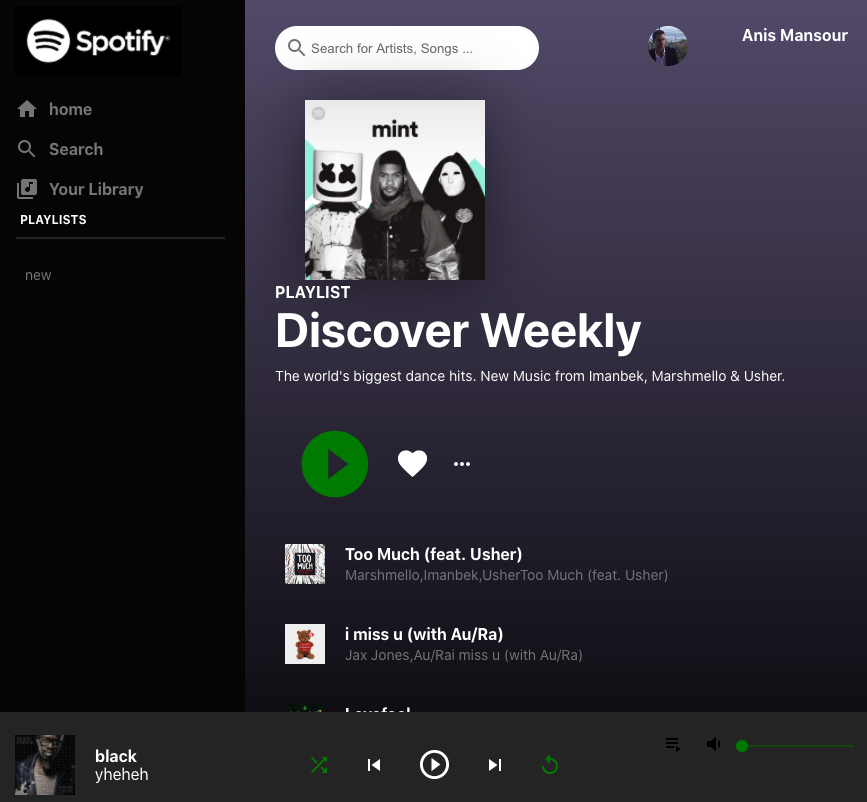 Spotify
home
Search
Your Library
PLAYLISTS
new
Search for Artists, Songs ...
Anis Mansour
mint
PLAYLIST
Discover Weekly
The world's biggest dance hits. New Music from Imanbek, Marshmello & Usher.
TOO
MUCH
Too Much (feat. Usher)
Marshmello,Imanbek,UsherToo Much (feat. Usher)
i miss u (with Au/Ra)
Jax Jones,Au/Rai miss u (with Au/Ra)
black
yheheh